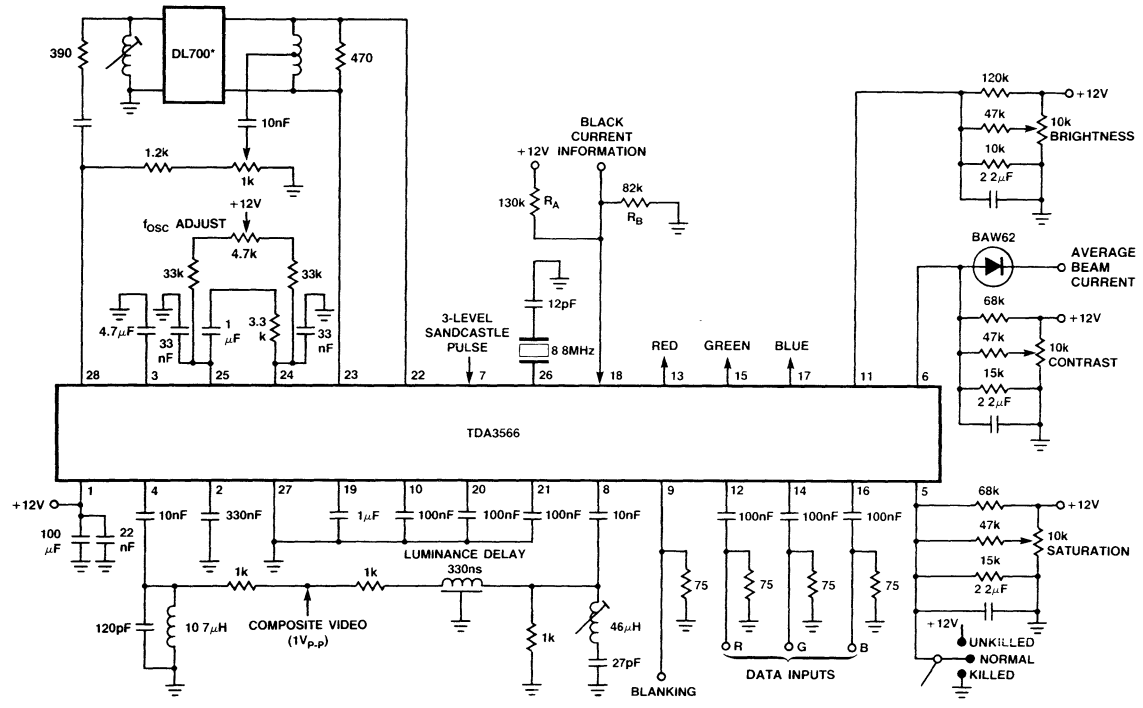 390
DL700*
470
10nF
1.2k
1k
+12V
fOSC ADJUST
4.7k
33k
33k
4.7µF
33
nF
1
µF
3.3
k
33
nF
BLACK
CURRENT
INFORMATION
+12V
130k
RA
82k
RB
12pF
8 8MHz
3-LEVEL
SANDCASTLE
PULSE
RED
GREEN
BLUE
120k
+12V
47k
10k
BRIGHTNESS
10k
2 2µF
BAW62
AVERAGE
BEAM
CURRENT
68k
+12V
47k
10k
CONTRAST
15k
2 2µF
28
3
25
24
23
22
7
26
18
13
15
17
11
6
TDA3566
1
4
2
27
19
10
20
21
8
9
12
14
16
5
+12V
100
µF
22
nF
10nF
330nF
1µF
100nF
100nF
100nF
10nF
100nF
100nF
100nF
LUMINANCE DELAY
330ns
1k
1k
120pF
10 7µH
COMPOSITE VIDEO
(1VP-P)
1k
46µH
27pF
75
75
75
75
BLANKING
R
G
B
DATA INPUTS
68k
+12V
47k
10k
SATURATION
15k
2 2µF
+12V
UNKILLED
NORMAL
KILLED